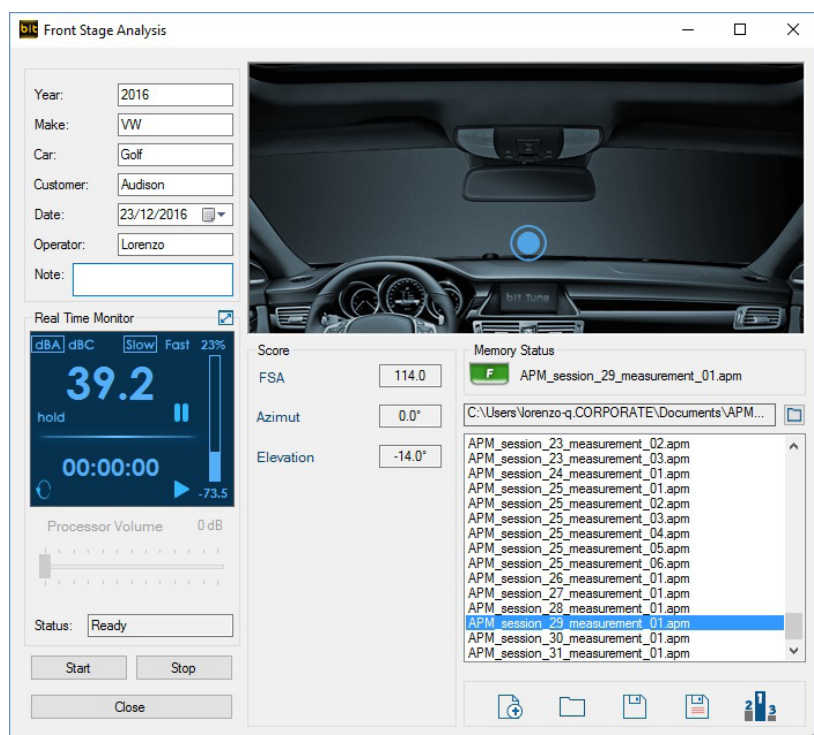 bit Front Stage Analysis
Year: 2016
Make: VW
Car: Golf
Customer: Audison
Date: 23/12/2016
Operator: Lorenzo
Note:
bit Tune
Real Time Monitor
dBA dBC Slow Fast 23%
39.2
hold
00:00:00
-73.5
Processor Volume 0 dB
Status: Ready
Start Stop
Close
Score
FSA 114.0
Azimut 0.0°
Elevation -14.0°
Memory Status
F APM_session_29_measurement_01.apm
C:\Users\lorenzo-q.CORPORATE\Documents\APM...
APM_session_23_measurement_02.apm
APM_session_23_measurement_03.apm
APM_session_24_measurement_01.apm
APM_session_25_measurement_01.apm
APM_session_25_measurement_02.apm
APM_session_25_measurement_03.apm
APM_session_25_measurement_04.apm
APM_session_25_measurement_05.apm
APM_session_25_measurement_06.apm
APM_session_26_measurement_01.apm
APM_session_27_measurement_01.apm
APM_session_28_measurement_01.apm
APM_session_29_measurement_01.apm
APM_session_30_measurement_01.apm
APM_session_31_measurement_01.apm
2 1 3